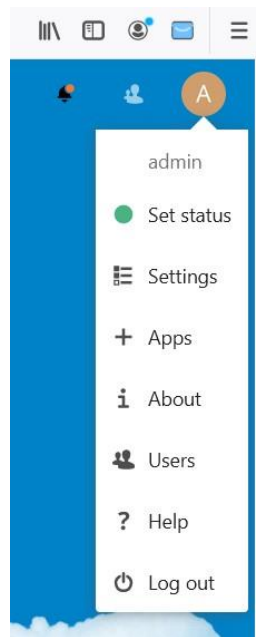 A
admin
Set status
Settings
+ Apps
i About
Users
? Help
Log out